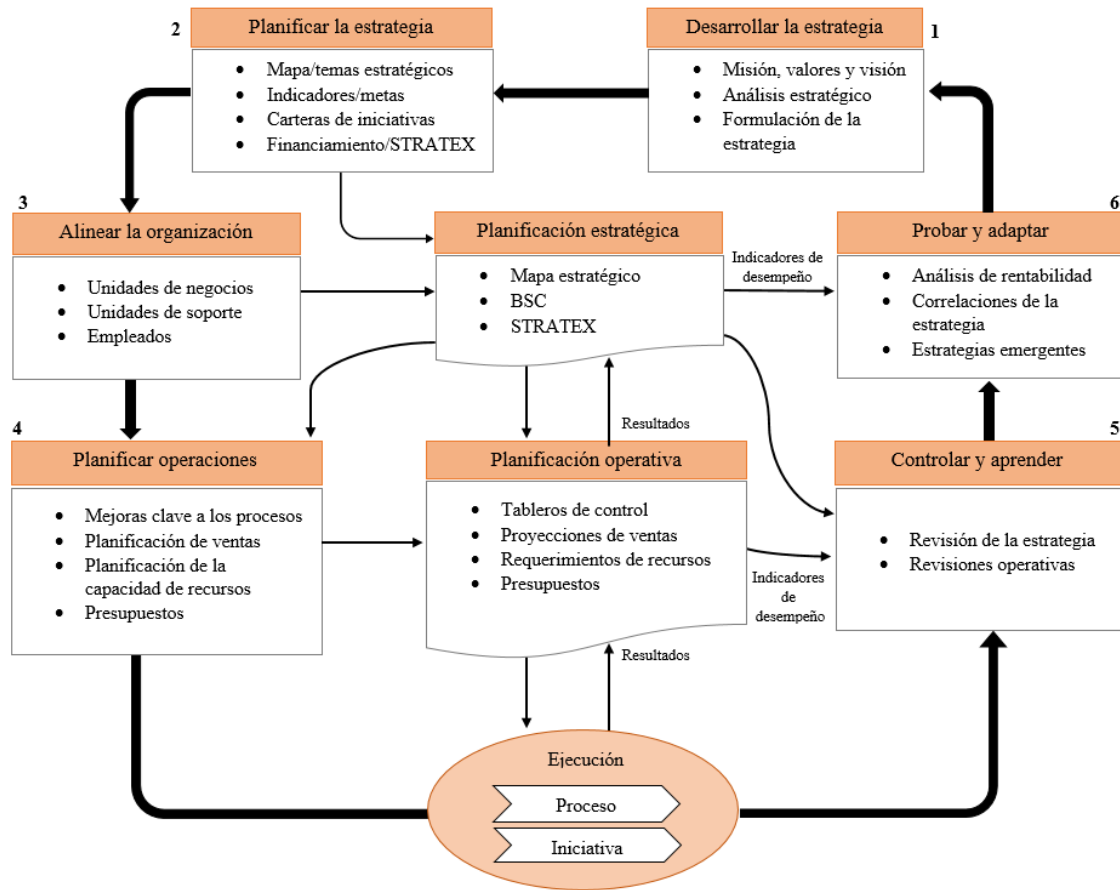 2
Planificar la estrategia
• Mapa/temas estratégicos
• Indicadores/metas
• Carteras de iniciativas
• Financiamiento/STRATEX
Desarrollar la estrategia
1
• Misión, valores y visión
• Análisis estratégico
• Formulación de la
estrategia
3
Alinear la organización
• Unidades de negocios
• Unidades de soporte
• Empleados
Planificación estratégica
• Mapa estratégico
• BSC
• STRATEX
Indicadores de
desempeño
6
Probar y adaptar
• Análisis de rentabilidad
• Correlaciones de la
estrategia
• Estrategias emergentes
Resultados
4
Planificar operaciones
• Mejoras clave a los procesos
• Planificación de ventas
• Planificación de la
capacidad de recursos
• Presupuestos
Planificación operativa
• Tableros de control
• Proyecciones de ventas
• Requerimientos de recursos
• Presupuestos
Indicadores
de
desempeño
5
Controlar y aprender
• Revisión de la estrategia
• Revisiones operativas
Resultados
Ejecución
Proceso
Iniciativa